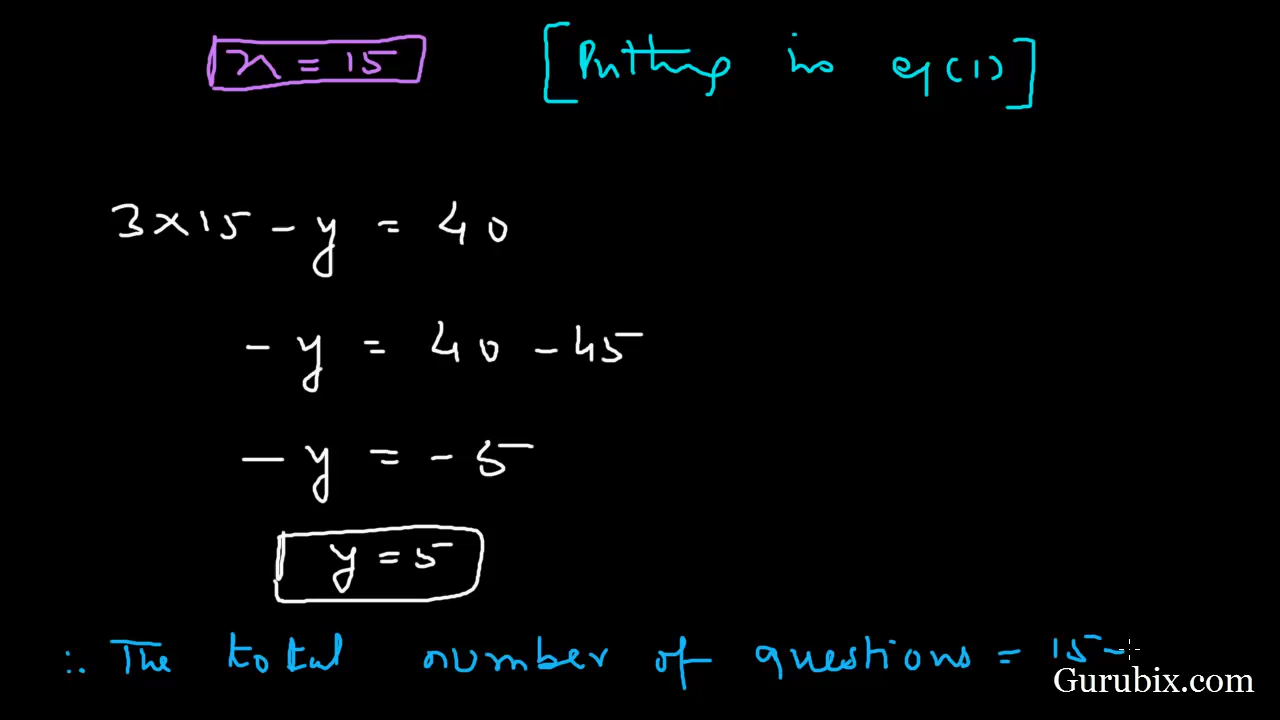 x = 15 [Putting in eq(1)]
3×15 - y = 40
- y = 40 - 45
- y = - 5
y = 5
∴ The total number of questions = 15 +
Gurubix.com